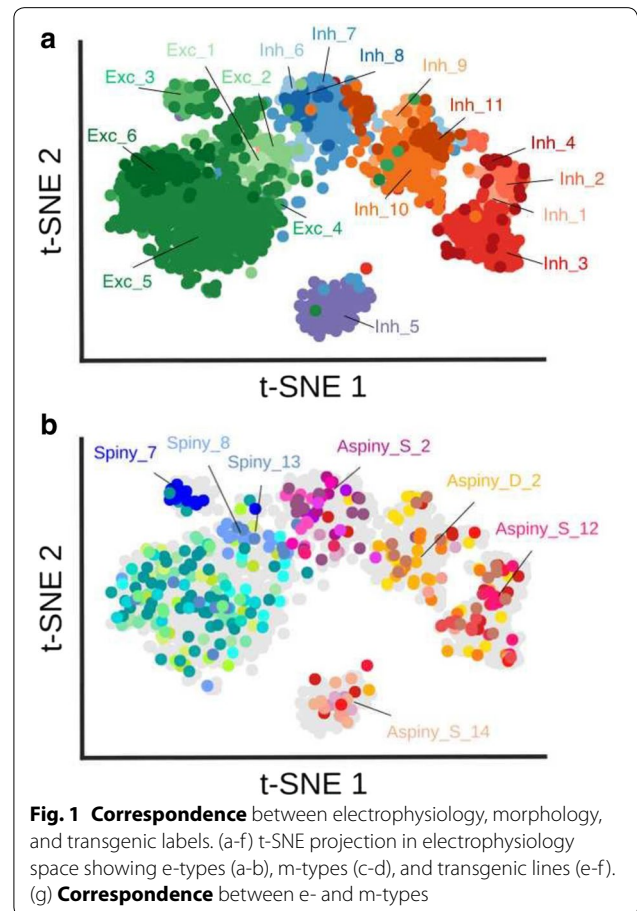 a
Inh_7
Exc_1
Inh_6
Inh_8
Exc_3
Exc_2
Inh_9
Inh_11
Exc_6
Inh_4
Inh_2
Inh_10
Inh_1
Exc_4
Inh_3
Exc_5
Inh_5
t-SNE 2
t-SNE 1
b
Spiny_7
Spiny_8
Spiny_13
Aspiny_S_2
Aspiny_D_2
Aspiny_S_12
Aspiny_S_14
t-SNE 2
t-SNE 1
Fig. 1 Correspondence between electrophysiology, morphology,
and transgenic labels. (a-f) t-SNE projection in electrophysiology
space showing e-types (a-b), m-types (c-d), and transgenic lines (e-f).
(g) Correspondence between e- and m-types